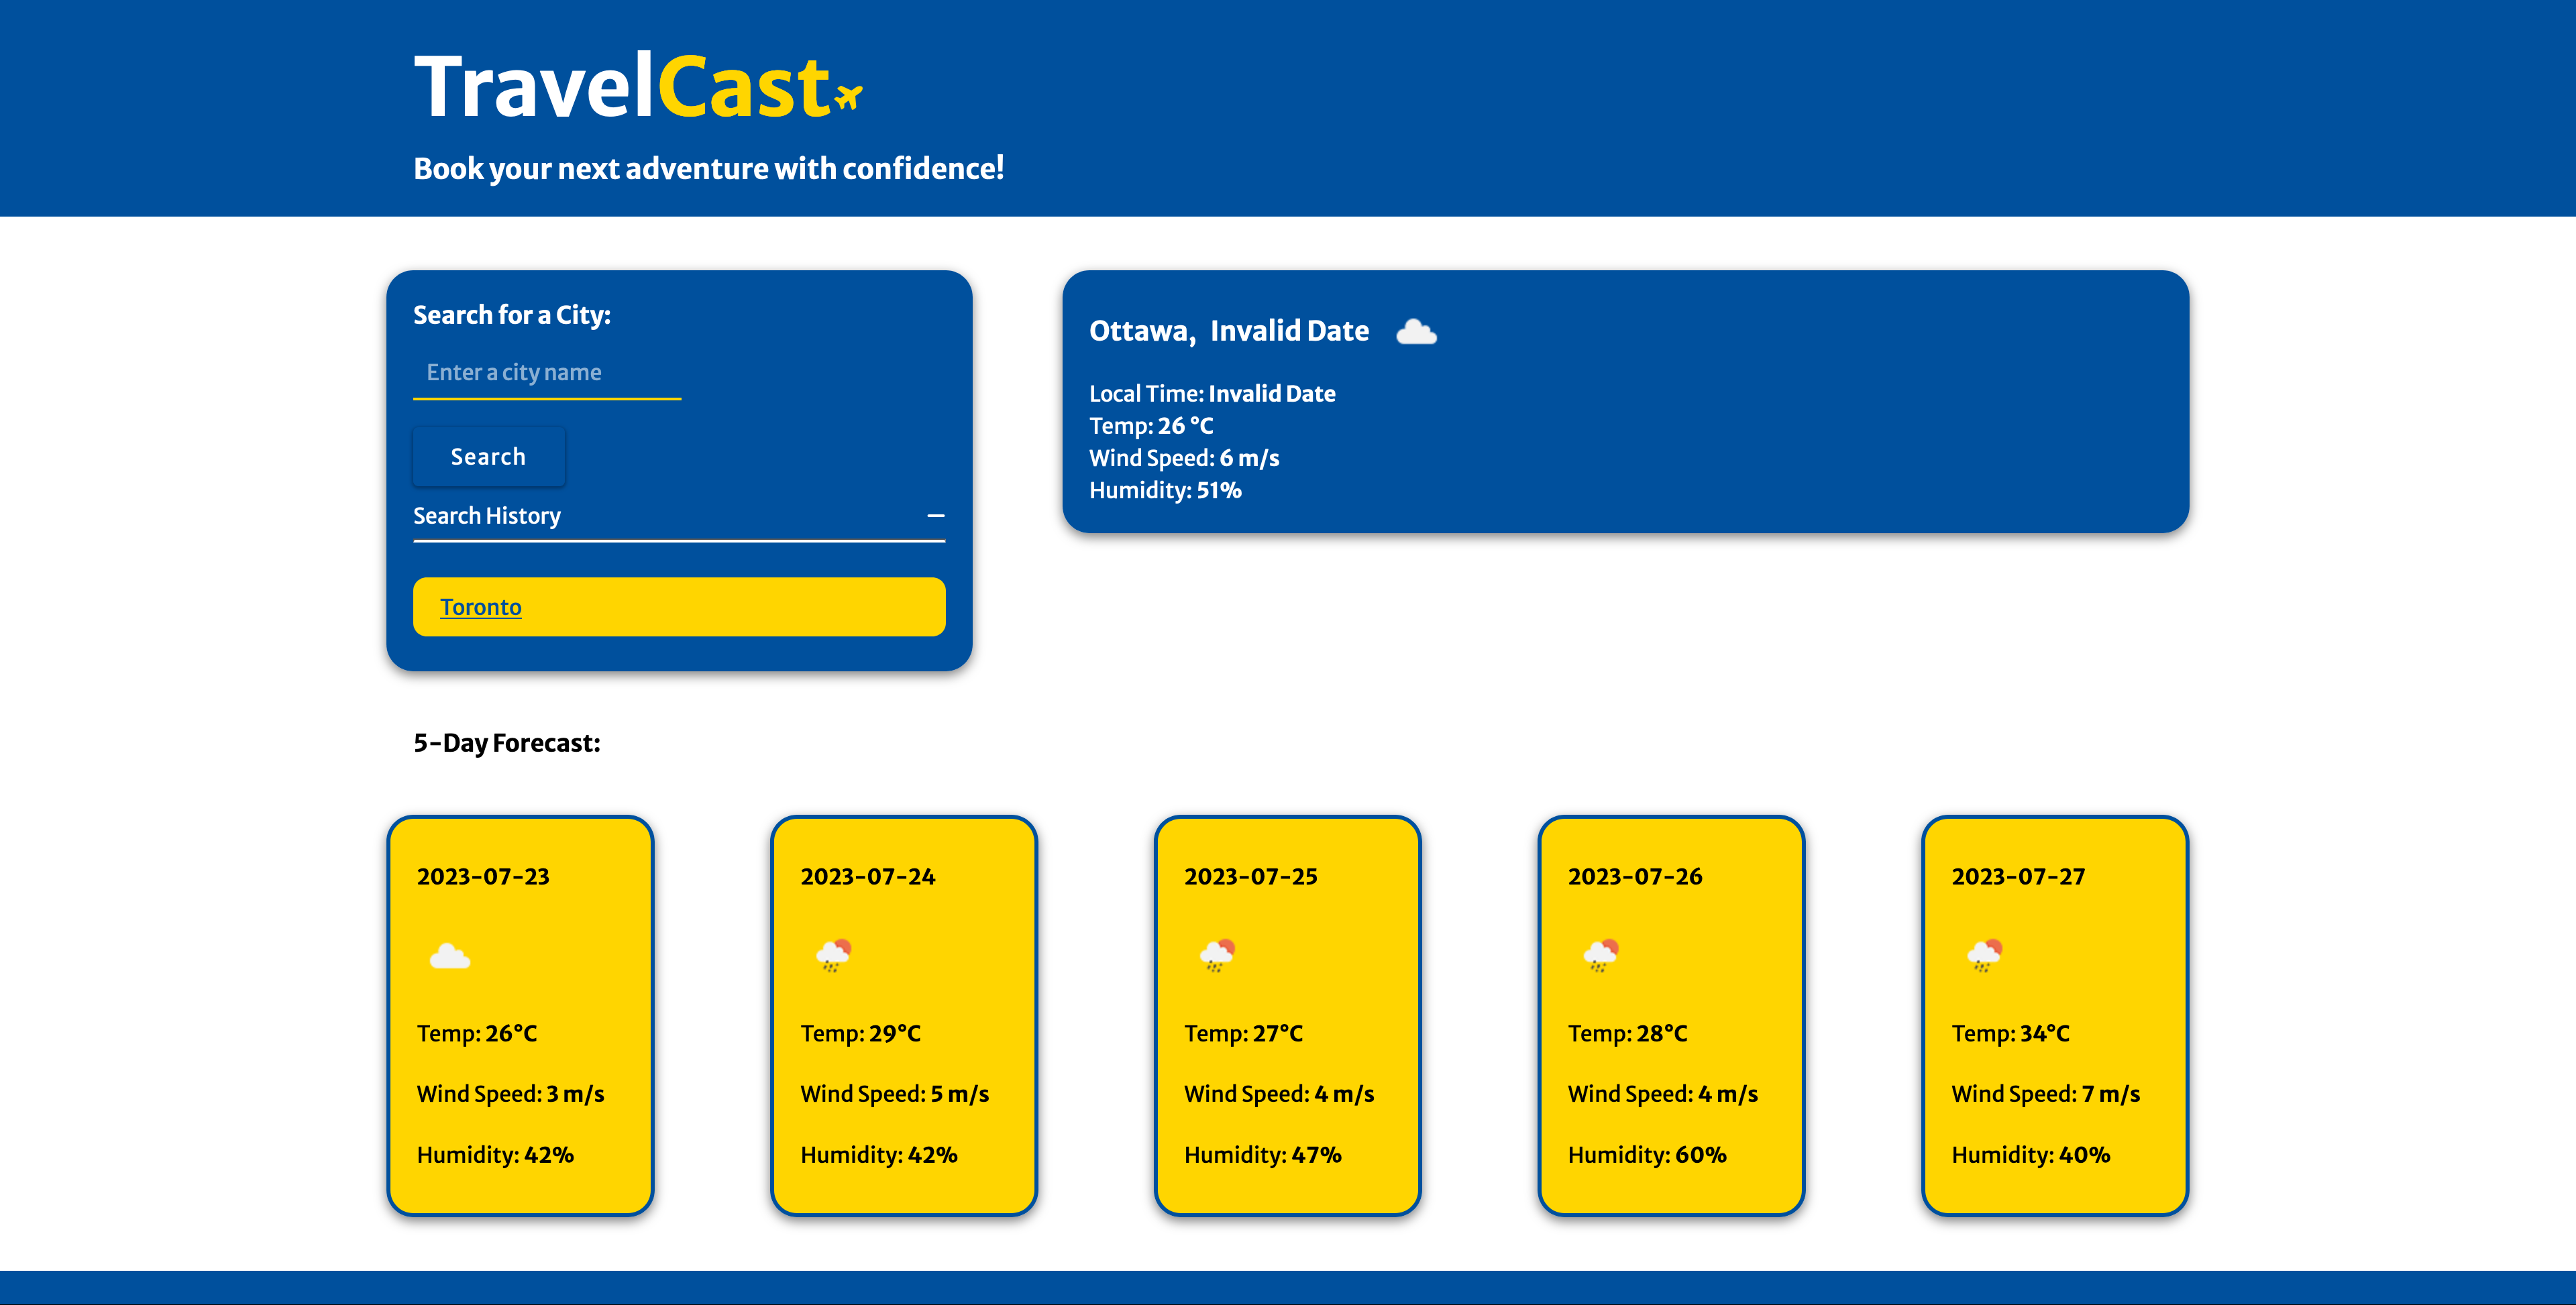 TravelCast
Book your next adventure with confidence!
Search for a City:
Enter a city name
Search
Search History
Toronto
Ottawa, Invalid Date
Local Time: Invalid Date
Temp: 26 °C
Wind Speed: 6 m/s
Humidity: 51%
5-Day Forecast:
2023-07-23
Temp: 26°C
Wind Speed: 3 m/s
Humidity: 42%
2023-07-24
Temp: 29°C
Wind Speed: 5 m/s
Humidity: 42%
2023-07-25
Temp: 27°C
Wind Speed: 4 m/s
Humidity: 47%
2023-07-26
Temp: 28°C
Wind Speed: 4 m/s
Humidity: 60%
2023-07-27
Temp: 34°C
Wind Speed: 7 m/s
Humidity: 40%